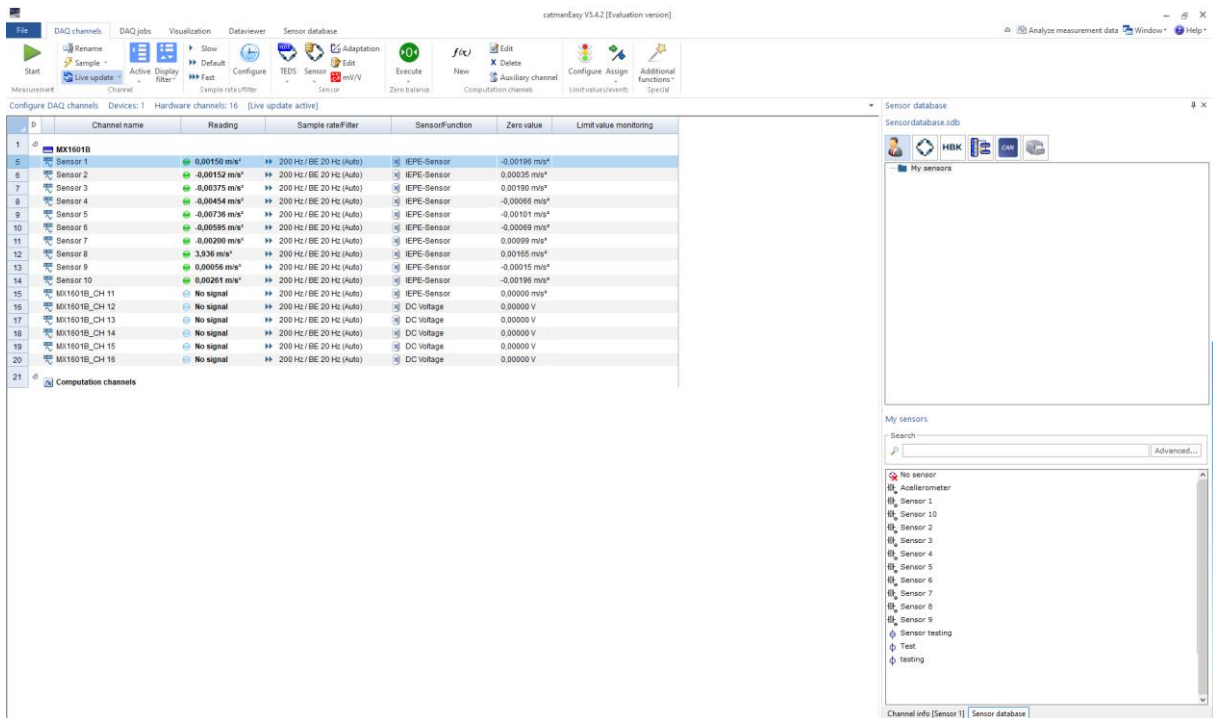 catmanEasy V5.4.2 [Evaluation version]
File DAQ channels DAQ jobs Visualization Dataviewer Sensor database Analyze measurement data Window Help
Start
Rename
Sample
Live update
Active Display filter
Slow
Default
Fast
Configure
TEDS Sensor
Adaptation
Edit
mV/V
Execute
f(x)
New
Edit
Delete
Auxiliary channel
Configure Assign
Additional functions
Measurement Channel Sample rates/filter Sensor Zero balance Computation channels Limit values/events Special
Configure DAQ channels Devices: 1 Hardware channels: 16 [Live update active]
D Channel name Reading Sample rate/Filter Sensor/Function Zero value Limit value monitoring
1 MX1601B
5 Sensor 1 0,00150 m/s² 200 Hz / BE 20 Hz (Auto) IEPE-Sensor -0,00196 m/s²
6 Sensor 2 -0,00152 m/s² 200 Hz / BE 20 Hz (Auto) IEPE-Sensor 0,00035 m/s²
7 Sensor 3 -0,00375 m/s² 200 Hz / BE 20 Hz (Auto) IEPE-Sensor 0,00190 m/s²
8 Sensor 4 -0,00454 m/s² 200 Hz / BE 20 Hz (Auto) IEPE-Sensor -0,00066 m/s²
9 Sensor 5 -0,00736 m/s² 200 Hz / BE 20 Hz (Auto) IEPE-Sensor -0,00101 m/s²
10 Sensor 6 -0,00595 m/s² 200 Hz / BE 20 Hz (Auto) IEPE-Sensor -0,00069 m/s²
11 Sensor 7 -0,00200 m/s² 200 Hz / BE 20 Hz (Auto) IEPE-Sensor 0,00099 m/s²
12 Sensor 8 3,936 m/s² 200 Hz / BE 20 Hz (Auto) IEPE-Sensor 0,00165 m/s²
13 Sensor 9 0,00056 m/s² 200 Hz / BE 20 Hz (Auto) IEPE-Sensor -0,00015 m/s²
14 Sensor 10 0,00261 m/s² 200 Hz / BE 20 Hz (Auto) IEPE-Sensor -0,00196 m/s²
15 MX1601B_CH 11 No signal 200 Hz / BE 20 Hz (Auto) IEPE-Sensor 0,00000 m/s²
16 MX1601B_CH 12 No signal 200 Hz / BE 20 Hz (Auto) DC Voltage 0,00000 V
17 MX1601B_CH 13 No signal 200 Hz / BE 20 Hz (Auto) DC Voltage 0,00000 V
18 MX1601B_CH 14 No signal 200 Hz / BE 20 Hz (Auto) DC Voltage 0,00000 V
19 MX1601B_CH 15 No signal 200 Hz / BE 20 Hz (Auto) DC Voltage 0,00000 V
20 MX1601B_CH 16 No signal 200 Hz / BE 20 Hz (Auto) DC Voltage 0,00000 V
21 Computation channels
Sensor database
Sensordatabase.sdb
HBK CAN
My sensors
My sensors
Search
Advanced...
No sensor
Acellerometer
Sensor 1
Sensor 10
Sensor 2
Sensor 3
Sensor 4
Sensor 5
Sensor 6
Sensor 7
Sensor 8
Sensor 9
Sensor testing
Test
testing
Channel info [Sensor 1] Sensor database